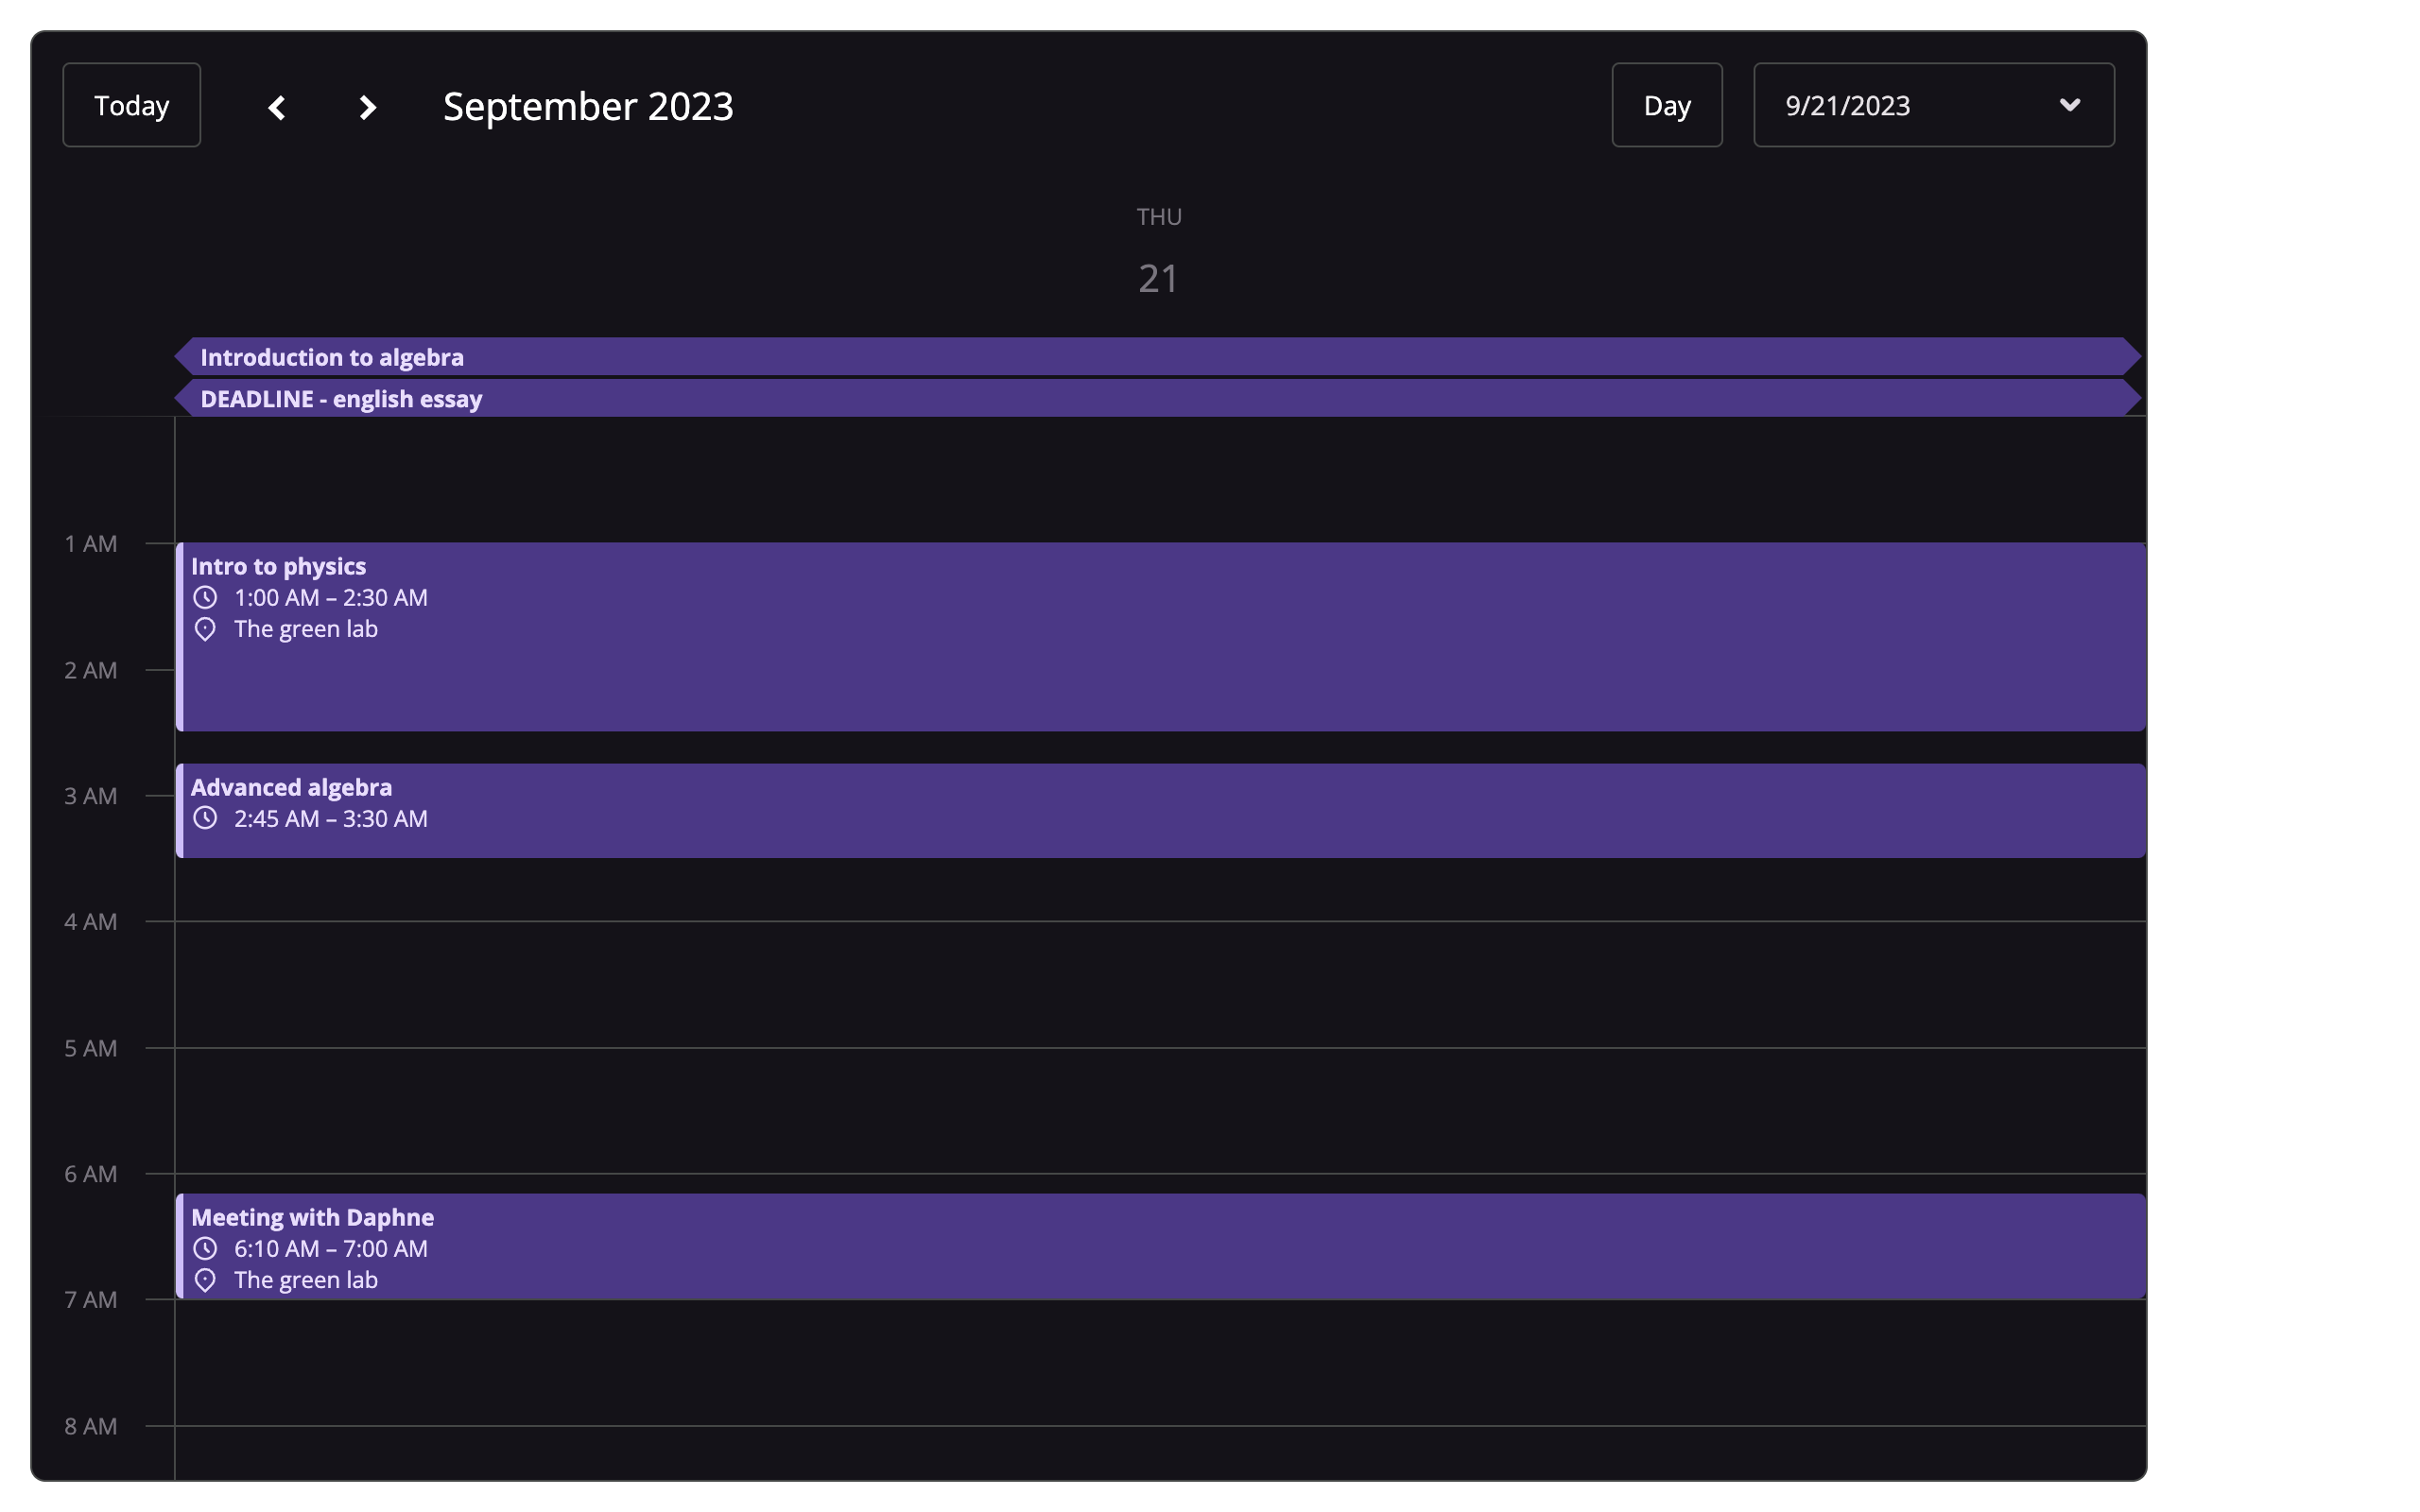 Today
September 2023
Day
9/21/2023
THU
21
Introduction to algebra
DEADLINE - english essay
1 AM
Intro to physics
1:00 AM – 2:30 AM
The green lab
2 AM
Advanced algebra
3 AM
2:45 AM – 3:30 AM
4 AM
5 AM
6 AM
Meeting with Daphne
6:10 AM – 7:00 AM
The green lab
7 AM
8 AM